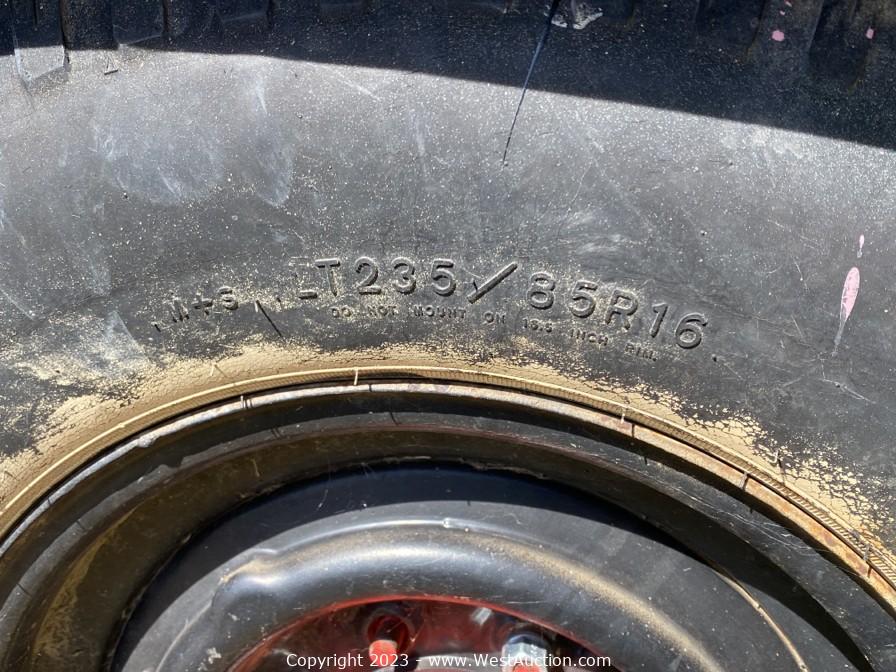 M+S LT235/85R16
DO NOT MOUNT ON 16.5 INCH RIM.
Copyright 2023 - www.WestAuction.com